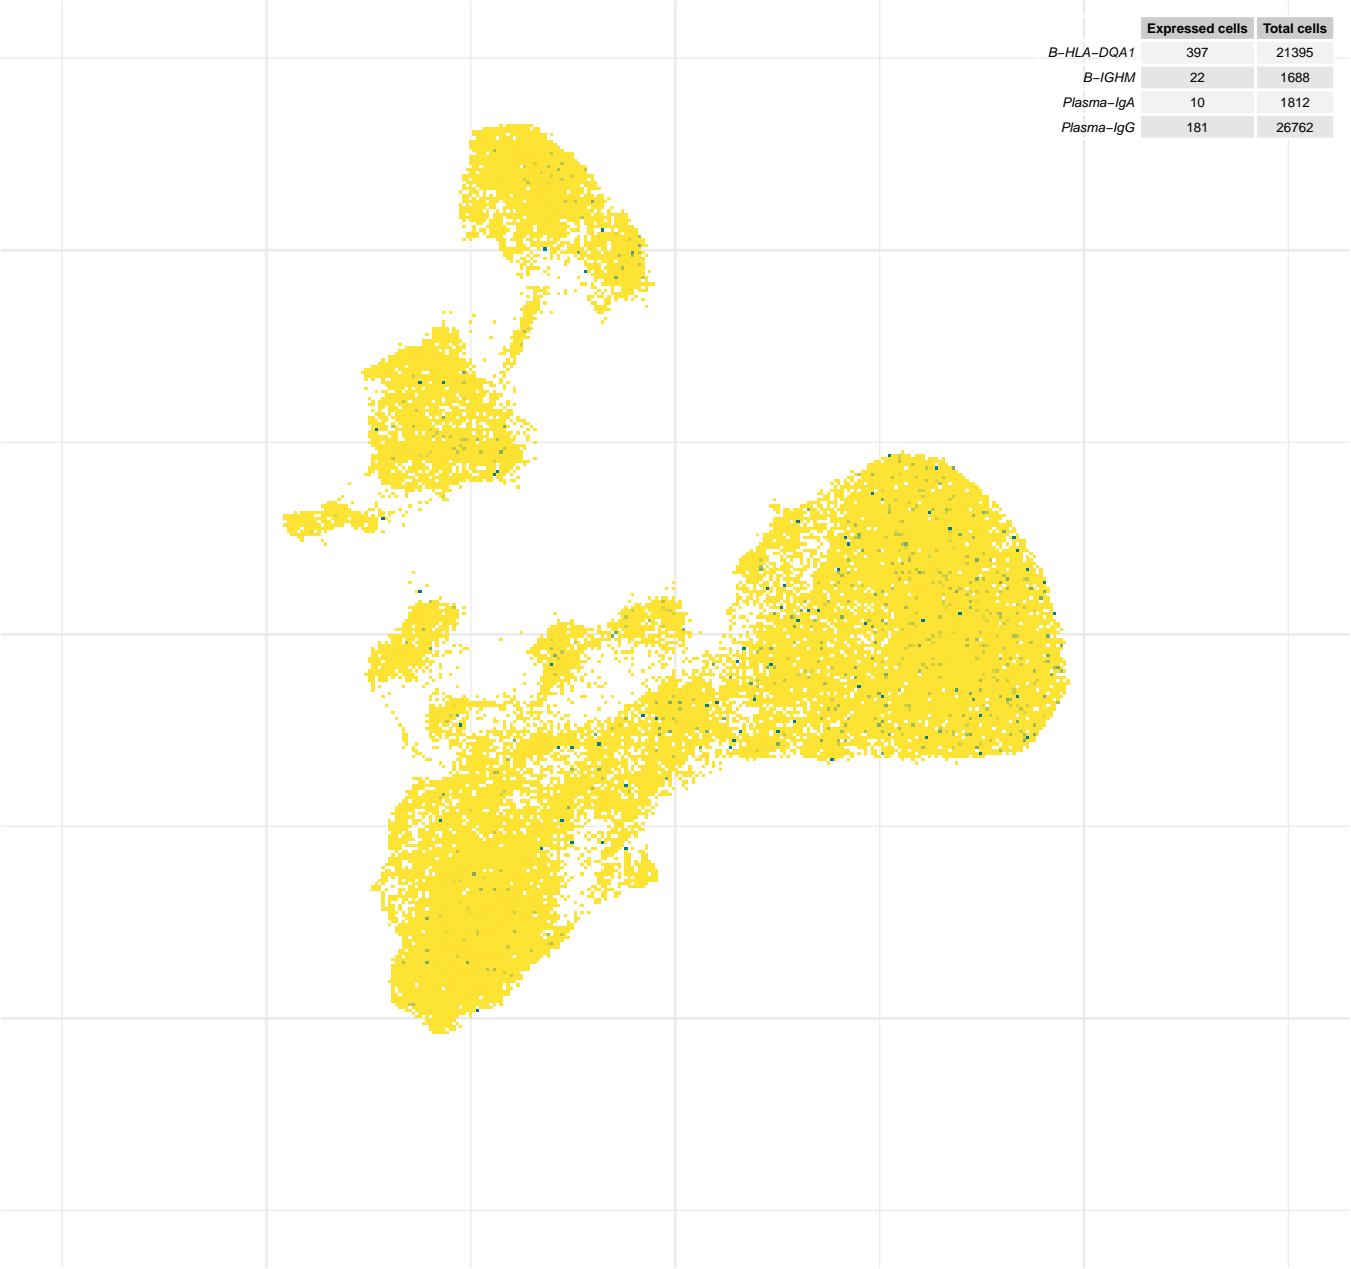 Expressed cells Total cells
B−HLA−DQA1 397 21395
B−IGHM 22 1688
Plasma−IgA 10 1812
Plasma−IgG 181 26762